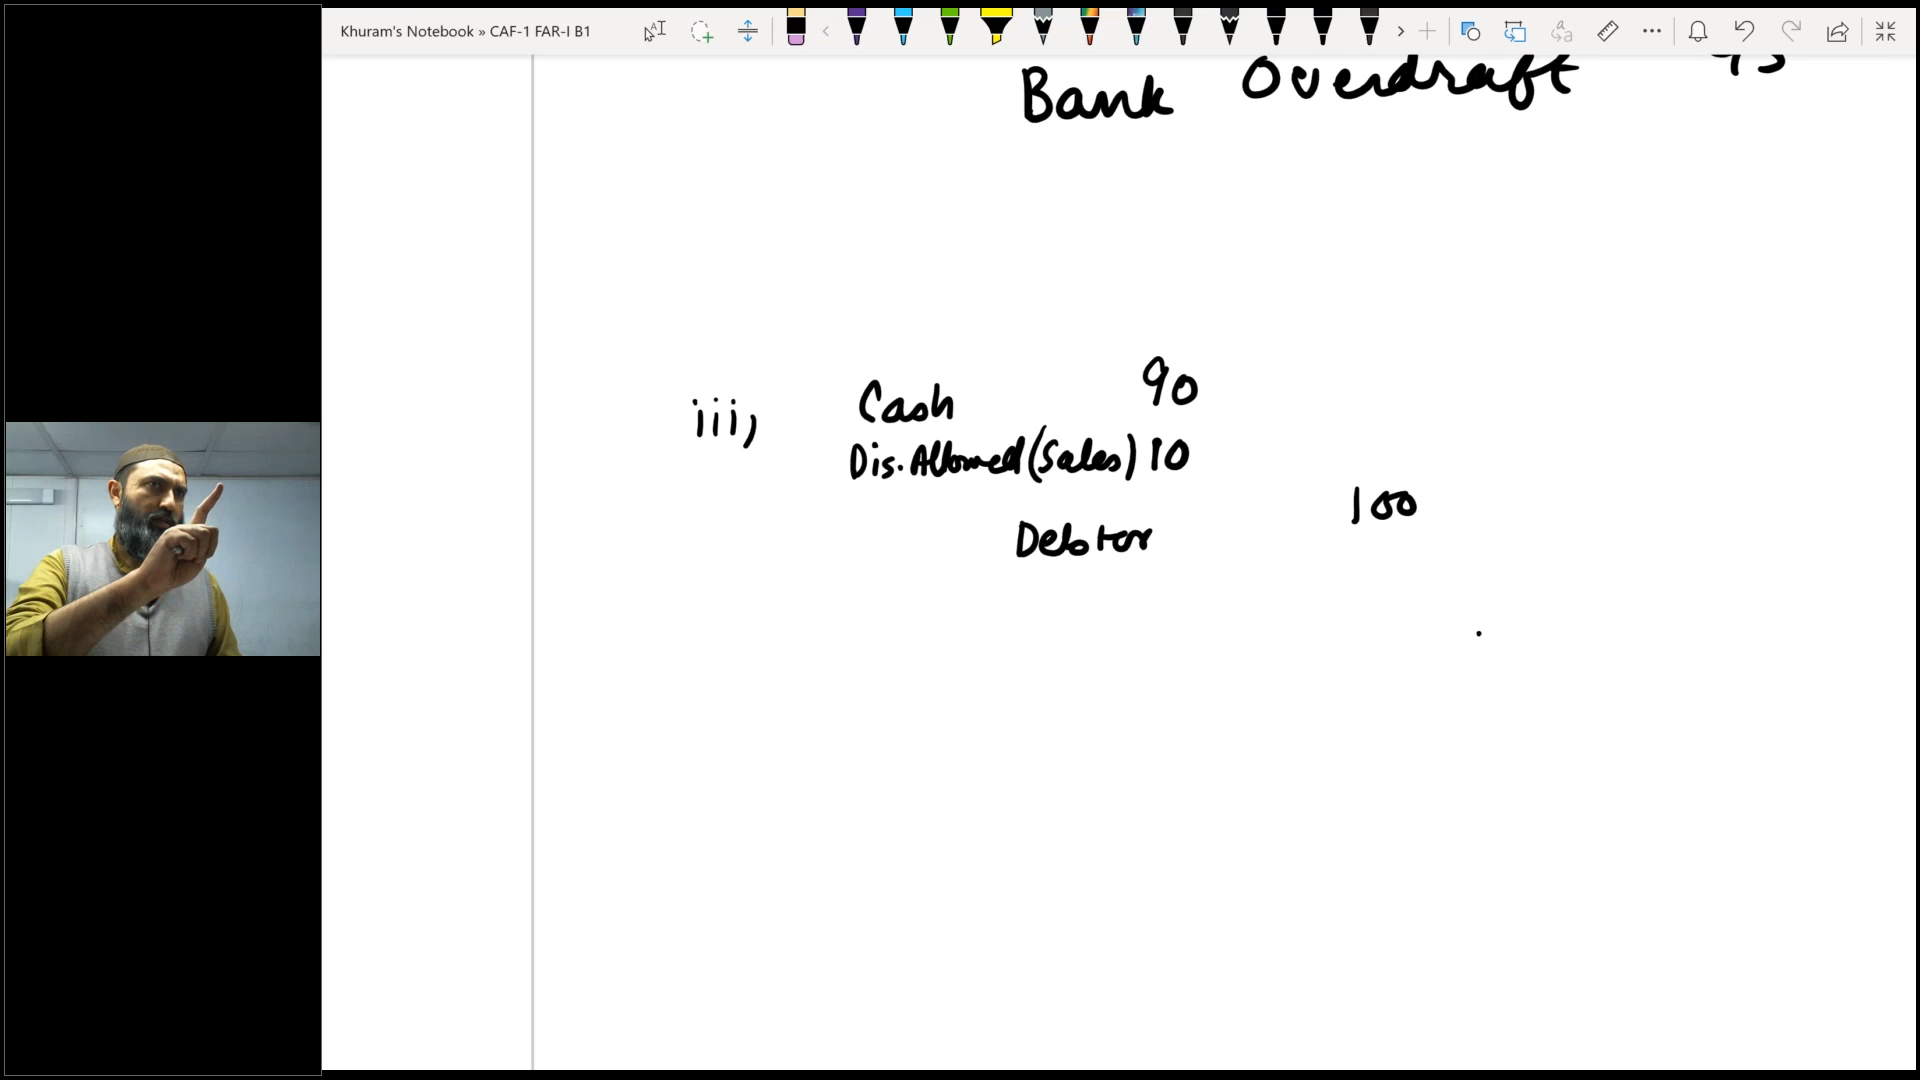 Khuram's Notebook » CAF-1 FAR-I B1
Bank Overdraft
iii, Cash 90
Dis. Allowed (Sales) 10
Debtor 100